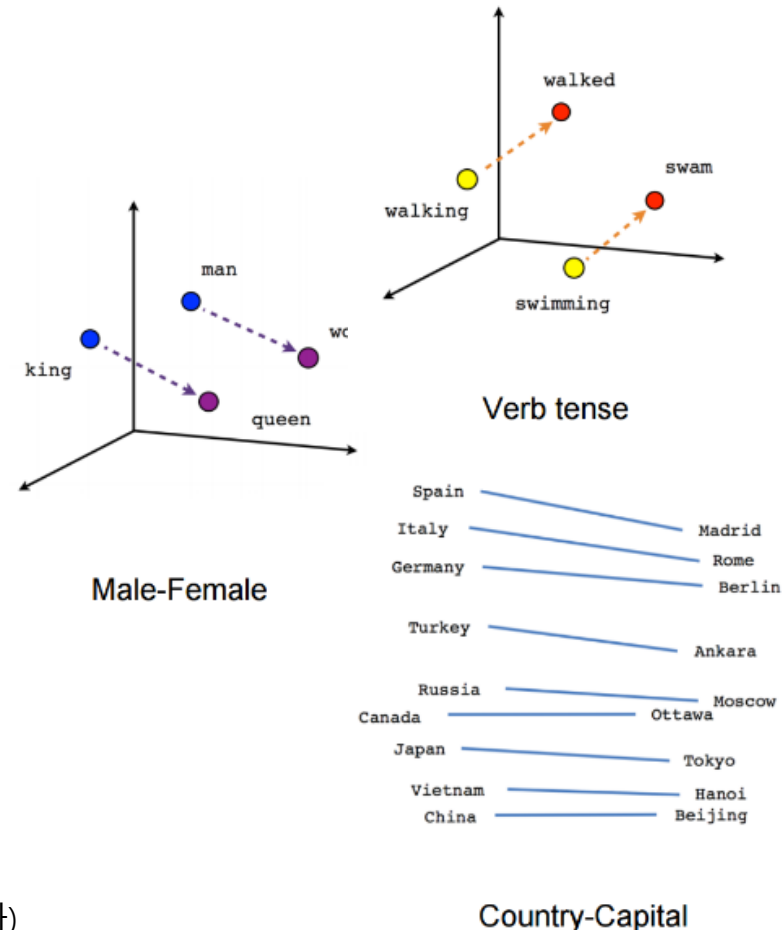 walked
swam
walking
swimming
Verb tense
man
wo
king
queen
Male-Female
Spain Madrid
Italy Rome
Germany Berlin
Turkey Ankara
Russia Moscow
Canada Ottawa
Japan Tokyo
Vietnam Hanoi
China Beijing
Country-Capital